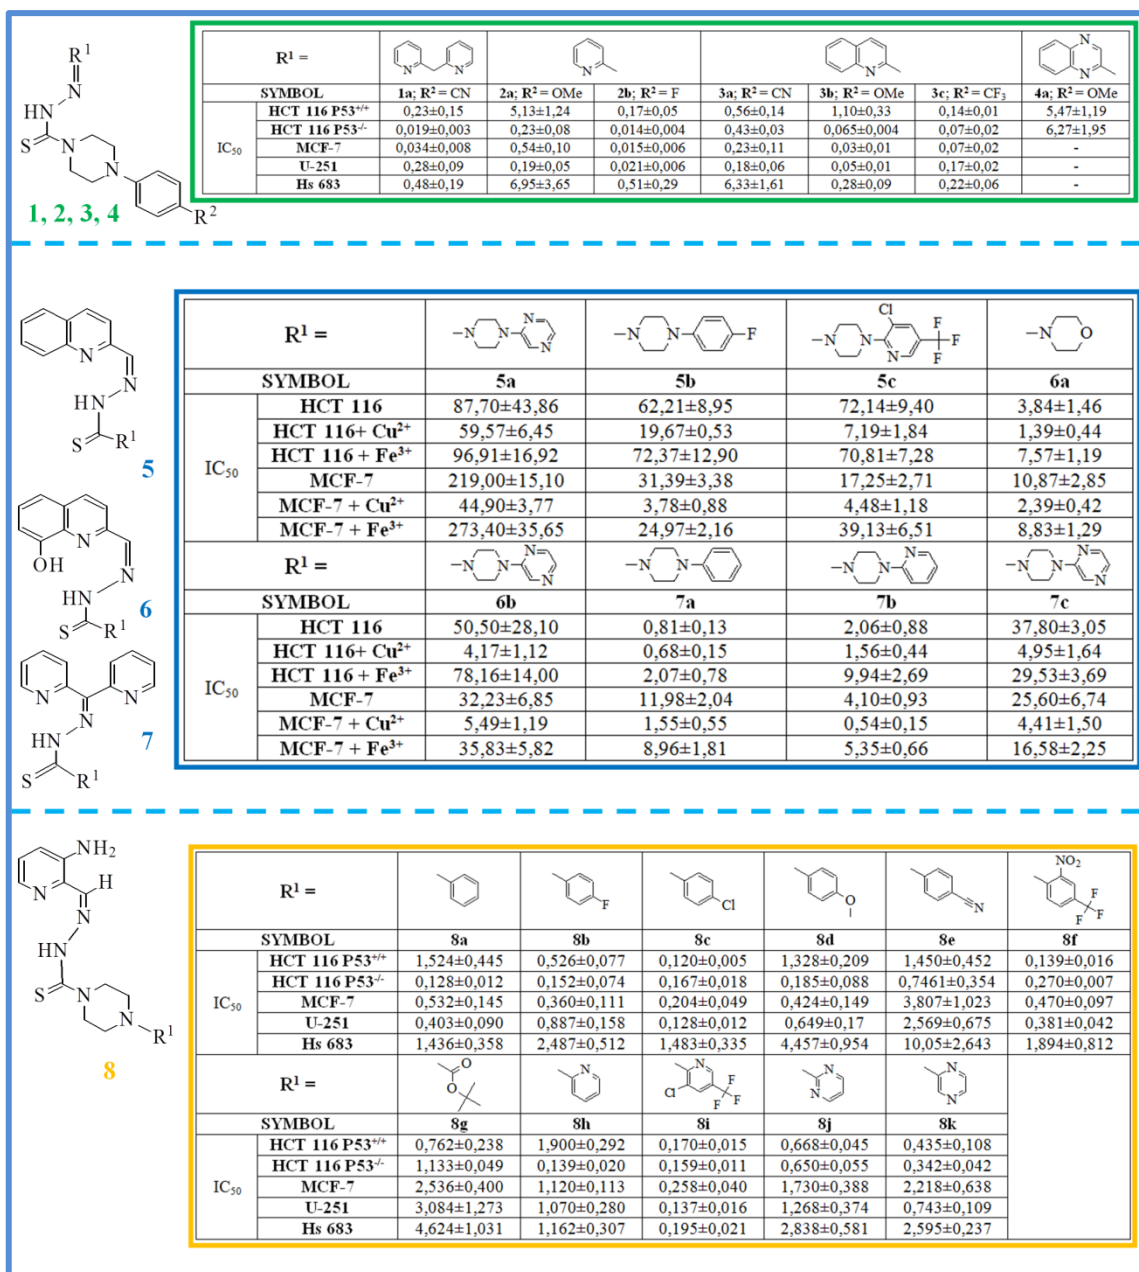 R¹
N
HN
S
N
N
R²
1, 2, 3, 4
R¹ =
N N
N
N
N
N
SYMBOL 1a; R² = CN 2a; R² = OMe 2b; R² = F 3a; R² = CN 3b; R² = OMe 3c; R² = CF₃ 4a; R² = OMe
IC₅₀
HCT 116 P53⁺/⁺ 0,23±0,15 5,13±1,24 0,17±0,05 0,56±0,14 1,10±0,33 0,14±0,01 5,47±1,19
HCT 116 P53⁻/⁻ 0,019±0,003 0,23±0,08 0,014±0,004 0,43±0,03 0,065±0,004 0,07±0,02 6,27±1,95
MCF-7 0,034±0,008 0,54±0,10 0,015±0,006 0,23±0,11 0,03±0,01 0,07±0,02 -
U-251 0,28±0,09 0,19±0,05 0,021±0,006 0,18±0,06 0,05±0,01 0,17±0,02 -
Hs 683 0,48±0,19 6,95±3,65 0,51±0,29 6,33±1,61 0,28±0,09 0,22±0,06 -
N
N
HN
S
R¹
5
N
OH
N
HN
S
R¹
6
N
N
N
HN
S
R¹
7
R¹ =
N N N N
N N F
N N Cl N F F F
N O
SYMBOL 5a 5b 5c 6a
IC₅₀
HCT 116 87,70±43,86 62,21±8,95 72,14±9,40 3,84±1,46
HCT 116+ Cu²⁺ 59,57±6,45 19,67±0,53 7,19±1,84 1,39±0,44
HCT 116 + Fe³⁺ 96,91±16,92 72,37±12,90 70,81±7,28 7,57±1,19
MCF-7 219,00±15,10 31,39±3,38 17,25±2,71 10,87±2,85
MCF-7 + Cu²⁺ 44,90±3,77 3,78±0,88 4,48±1,18 2,39±0,42
MCF-7 + Fe³⁺ 273,40±35,65 24,97±2,16 39,13±6,51 8,83±1,29
R¹ =
N N N N
N N
N N N
N N N N
SYMBOL 6b 7a 7b 7c
IC₅₀
HCT 116 50,50±28,10 0,81±0,13 2,06±0,88 37,80±3,05
HCT 116+ Cu²⁺ 4,17±1,12 0,68±0,15 1,56±0,44 4,95±1,64
HCT 116 + Fe³⁺ 78,16±14,00 2,07±0,78 9,94±2,69 29,53±3,69
MCF-7 32,23±6,85 11,98±2,04 4,10±0,93 25,60±6,74
MCF-7 + Cu²⁺ 5,49±1,19 1,55±0,55 0,54±0,15 4,41±1,50
MCF-7 + Fe³⁺ 35,83±5,82 8,96±1,81 5,35±0,66 16,58±2,25
NH₂
N
H
N
HN
S
N
N
R¹
8
R¹ =
F
Cl
O
N
NO₂
F F F
SYMBOL 8a 8b 8c 8d 8e 8f
IC₅₀
HCT 116 P53⁺/⁺ 1,524±0,445 0,526±0,077 0,120±0,005 1,328±0,209 1,450±0,452 0,139±0,016
HCT 116 P53⁻/⁻ 0,128±0,012 0,152±0,074 0,167±0,018 0,185±0,088 0,7461±0,354 0,270±0,007
MCF-7 0,532±0,145 0,360±0,111 0,204±0,049 0,424±0,149 3,807±1,023 0,470±0,097
U-251 0,403±0,090 0,887±0,158 0,128±0,012 0,649±0,17 2,569±0,675 0,381±0,042
Hs 683 1,436±0,358 2,487±0,512 1,483±0,335 4,457±0,954 10,05±2,643 1,894±0,812
R¹ =
O O
N
N Cl F F F
N N
N N
SYMBOL 8g 8h 8i 8j 8k
IC₅₀
HCT 116 P53⁺/⁺ 0,762±0,238 1,900±0,292 0,170±0,015 0,668±0,045 0,435±0,108
HCT 116 P53⁻/⁻ 1,133±0,049 0,139±0,020 0,159±0,011 0,650±0,055 0,342±0,042
MCF-7 2,536±0,400 1,120±0,113 0,258±0,040 1,730±0,388 2,218±0,638
U-251 3,084±1,273 1,070±0,280 0,137±0,016 1,268±0,374 0,743±0,109
Hs 683 4,624±1,031 1,162±0,307 0,195±0,021 2,838±0,581 2,595±0,237